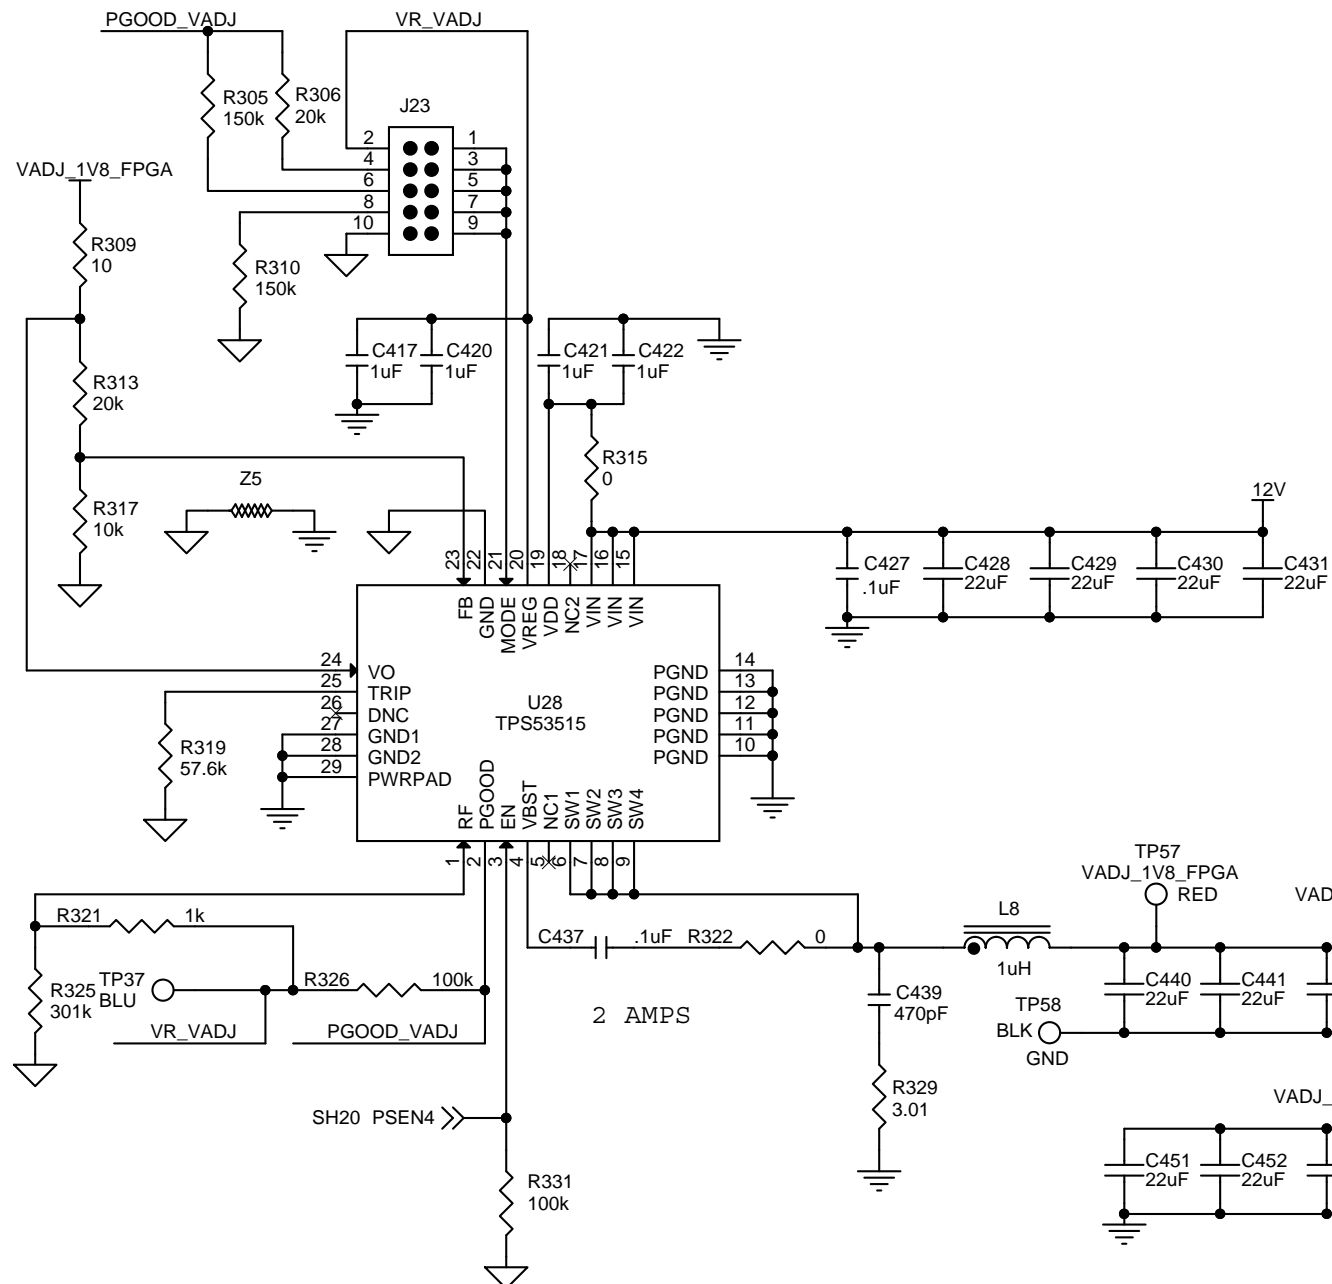 PGOOD_VADJ
VR_VADJ
R305
150k
R306
20k
J23
2
1
4
3
6
5
8
7
10
9
VADJ_1V8_FPGA
R309
10
R310
150k
C417
1uF
C420
1uF
C421
1uF
C422
1uF
R313
20k
R315
0
Z5
R317
10k
12V
C427
.1uF
C428
22uF
C429
22uF
C430
22uF
C431
22uF
23
22
21
20
19
18
17
16
15
FB
GND
MODE
VREG
VDD
NC2
VIN
VIN
VIN
24
VO
25
TRIP
26
DNC
27
GND1
28
GND2
29
PWRPAD
U28
TPS53515
PGND
14
PGND
13
PGND
12
PGND
11
PGND
10
R319
57.6k
RF
PGOOD
EN
VBST
NC1
SW1
SW2
SW3
SW4
1
2
3
4
5
6
7
8
9
TP57
VADJ_1V8_FPGA
RED
VAD
R321
1k
C437
.1uF
R322
0
L8
1uH
TP37
BLU
R326
100k
R325
301k
VR_VADJ
PGOOD_VADJ
2 AMPS
C439
470pF
C440
22uF
C441
22uF
TP58
BLK
GND
R329
3.01
SH20 PSEN4
VADJ_
C451
22uF
C452
22uF
R331
100k